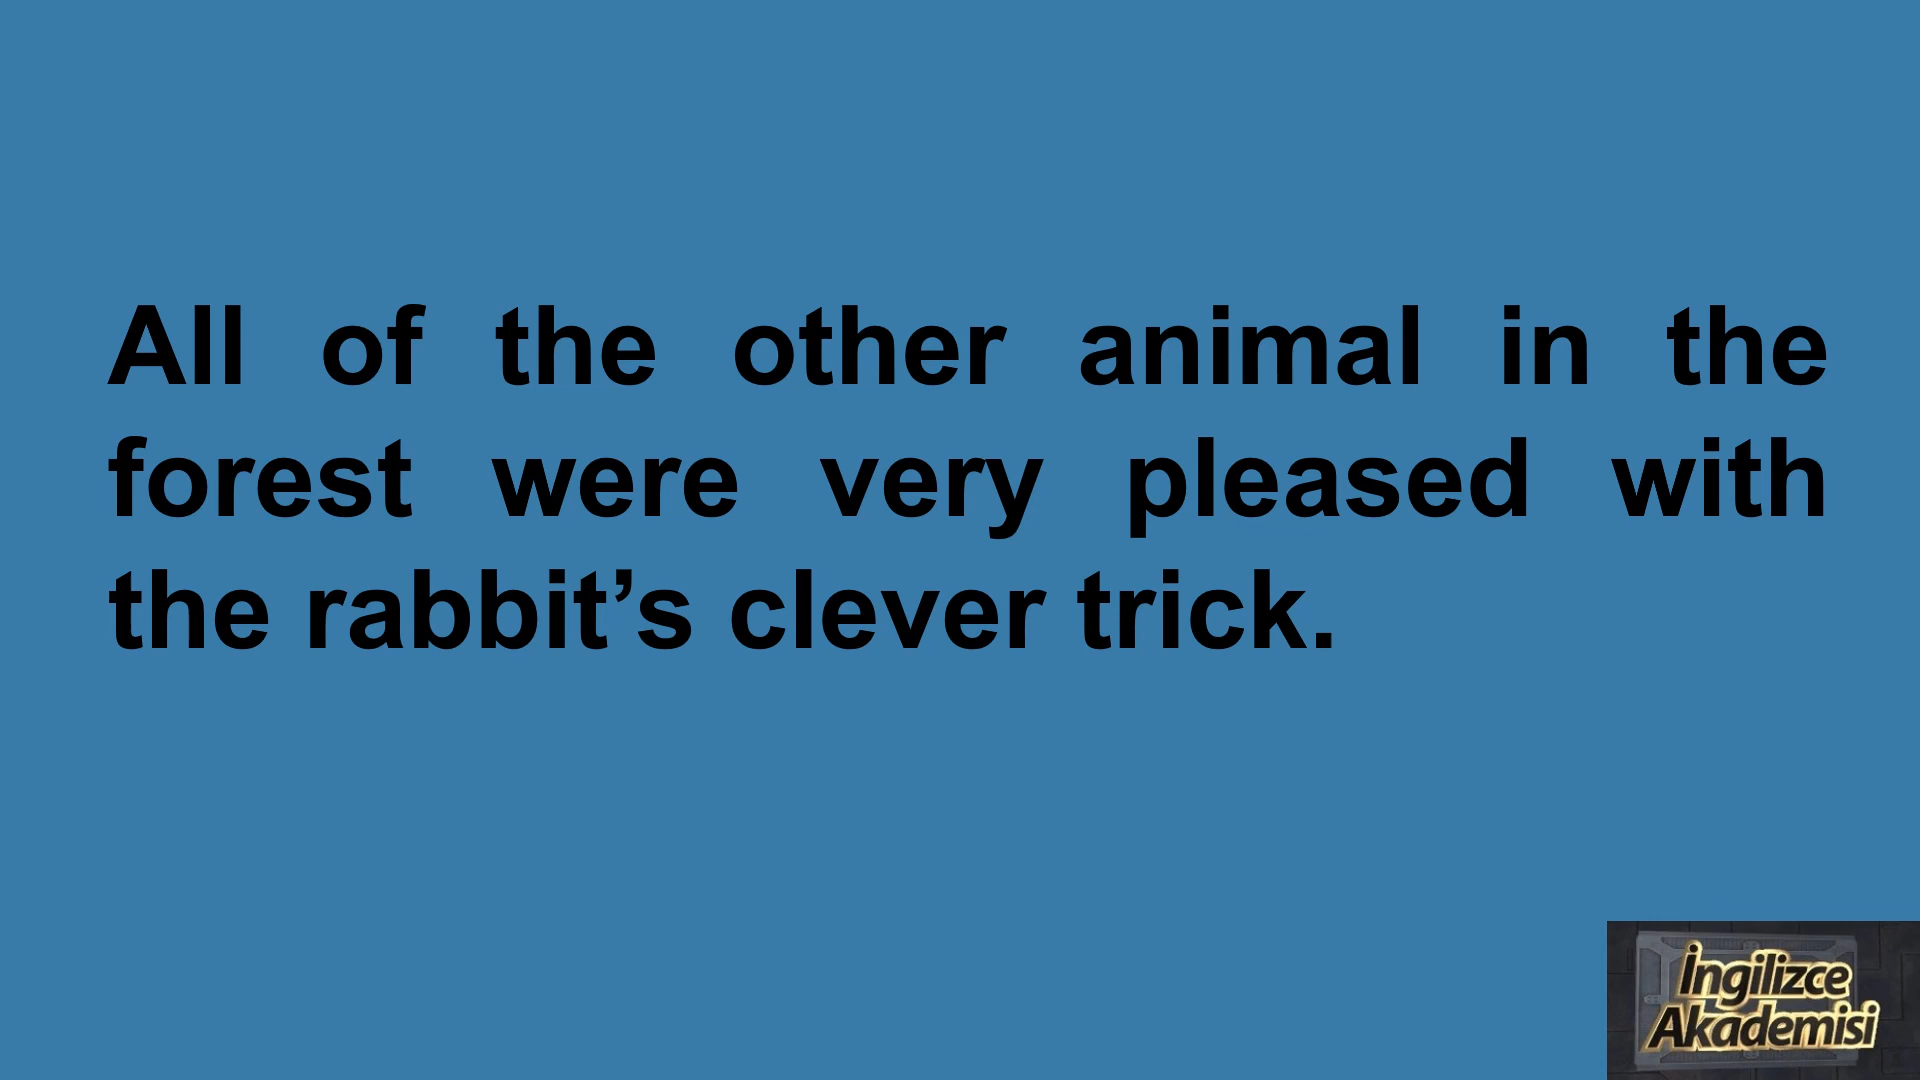 All of the other animal in the
forest were very pleased with
the rabbit’s clever trick.
İngilizce
Akademisi